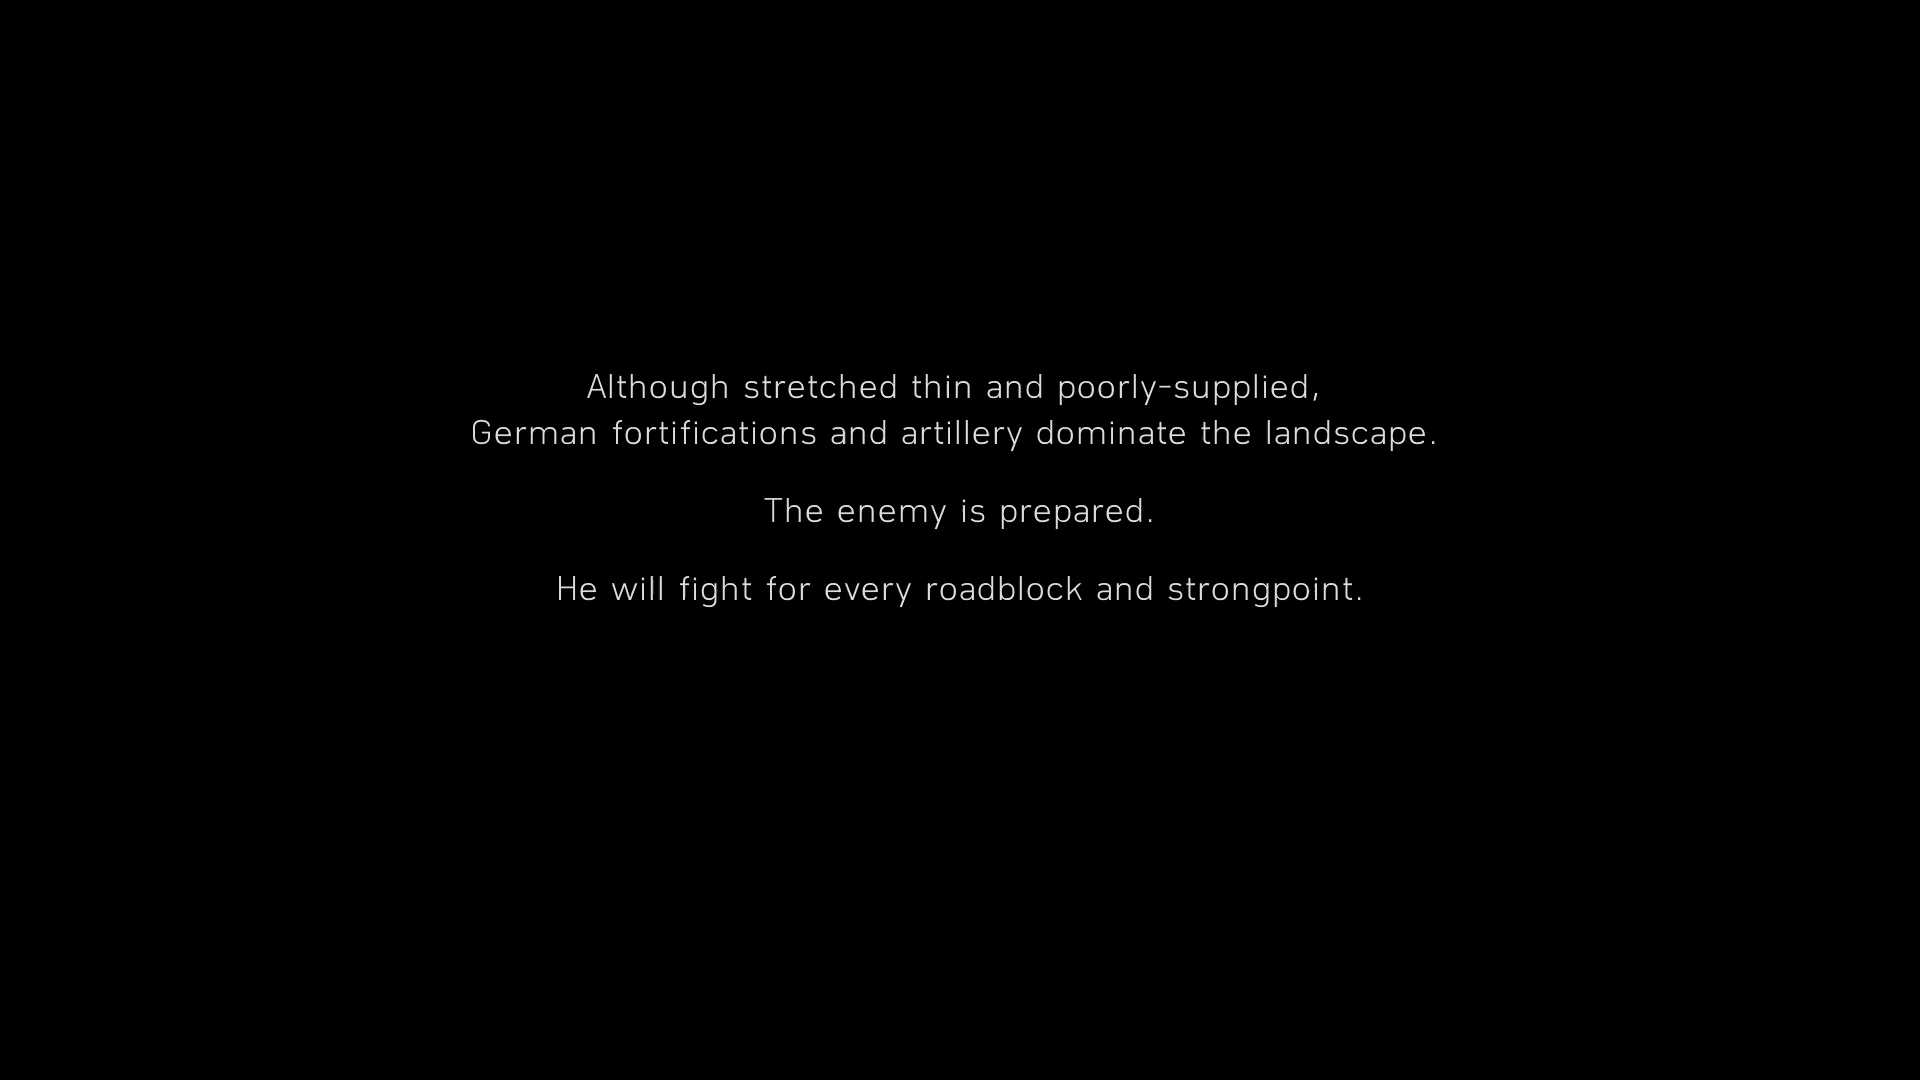 Although stretched thin and poorly-supplied,
German fortifications and artillery dominate the landscape.
The enemy is prepared.
He will fight for every roadblock and strongpoint.